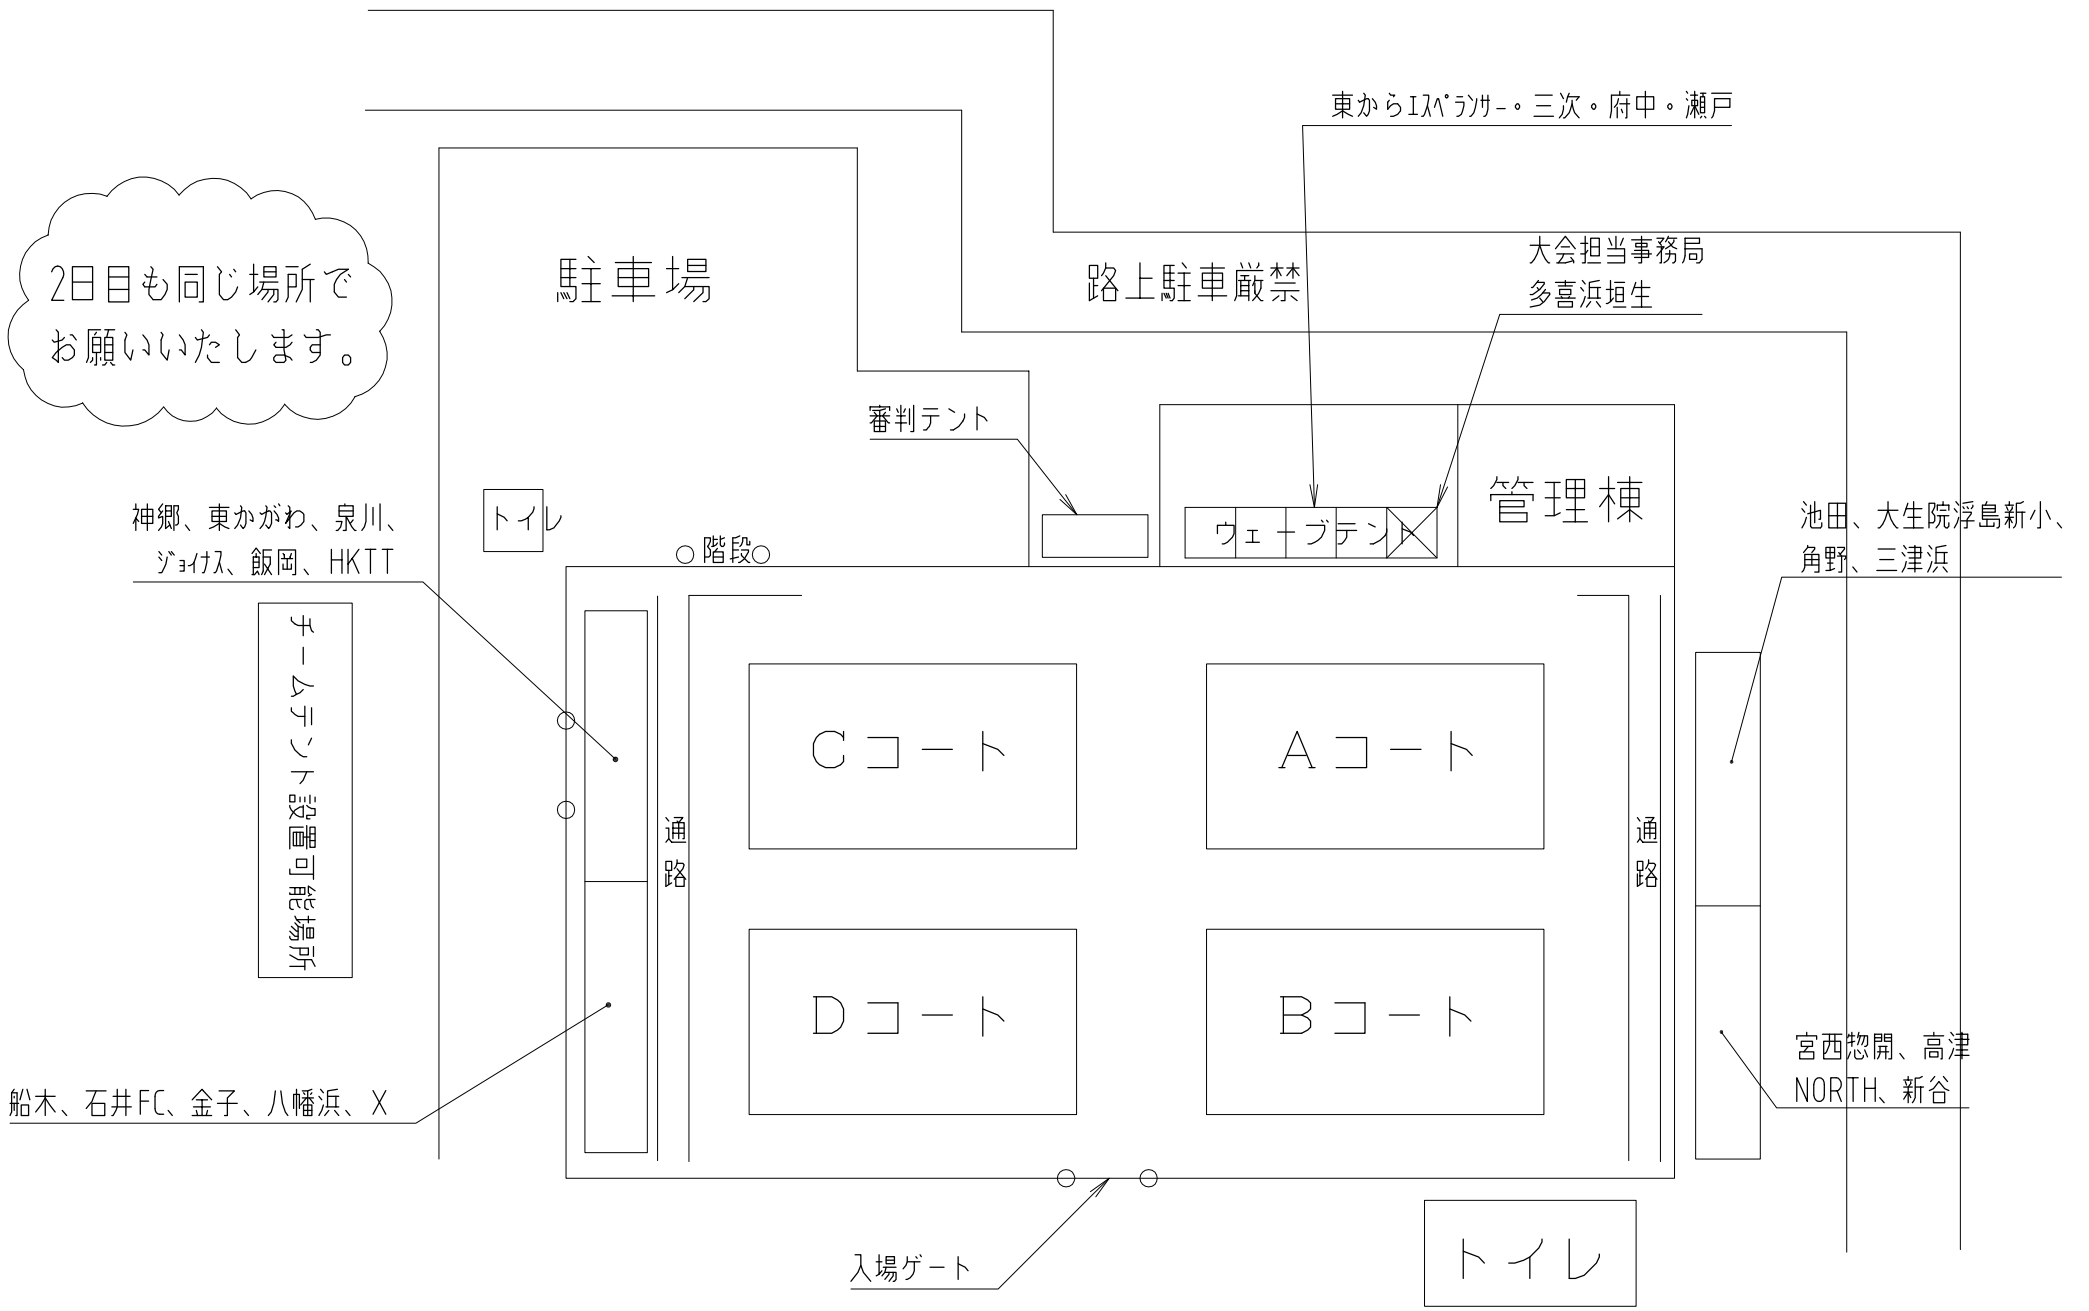 東からｴｽﾍﾟﾗﾝｻｰ・三次・府中・瀬戸
2日目も同じ場所で
お願いいたします。
駐車場
路上駐車厳禁
大会担当事務局
多喜浜垣生
審判テント
管理棟
神郷、東かがわ、泉川、
ｼﾞｮｲﾅｽ、飯岡、HKTT
トイレ
階段
ウェーブテント
池田、大生院浮島新小、
角野、三津浜
チームテント設置可能場所
Cコート
Aコート
通路
通路
Dコート
Bコート
宮西惣開、高津
NORTH、新谷
船木、石井FC、金子、八幡浜、X
入場ゲート
トイレ